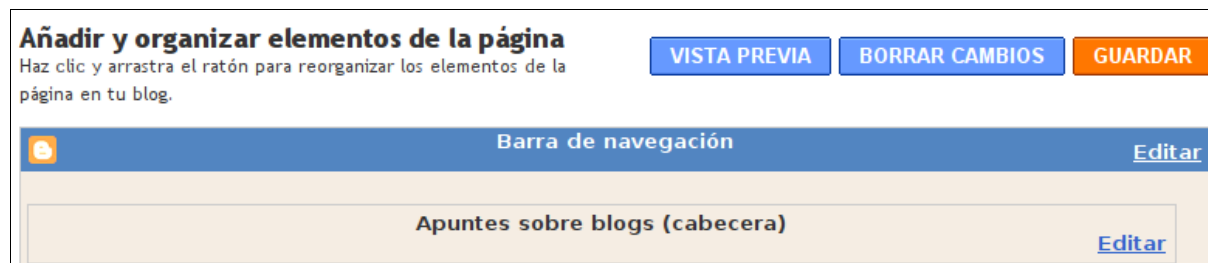 Añadir y organizar elementos de la página
Haz clic y arrastra el ratón para reorganizar los elementos de la
página en tu blog.
VISTA PREVIA BORRAR CAMBIOS GUARDAR
Barra de navegación
Editar
Apuntes sobre blogs (cabecera)
Editar